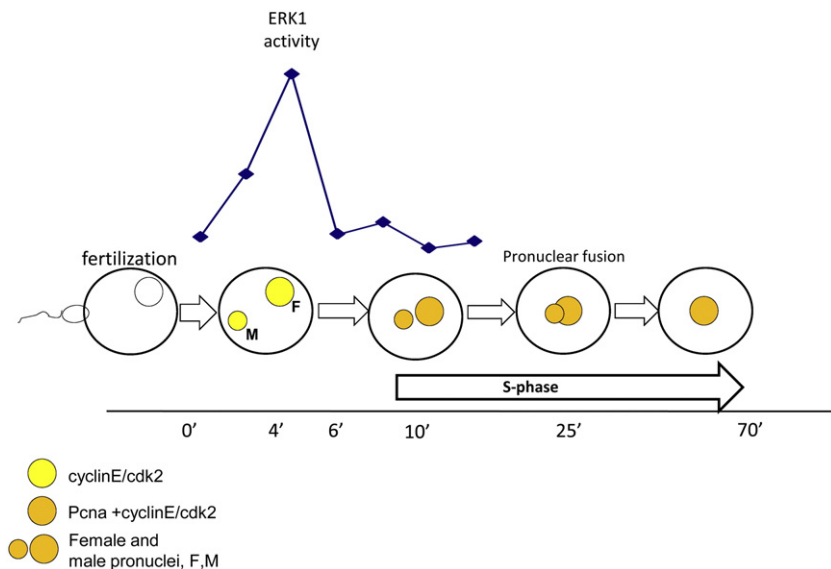 ERK1
activity
fertilization
Pronuclear fusion
F
M
S-phase
0’ 4’ 6’ 10’ 25’ 70’
cyclinE/cdk2
Pcna +cyclinE/cdk2
Female and
male pronuclei, F,M